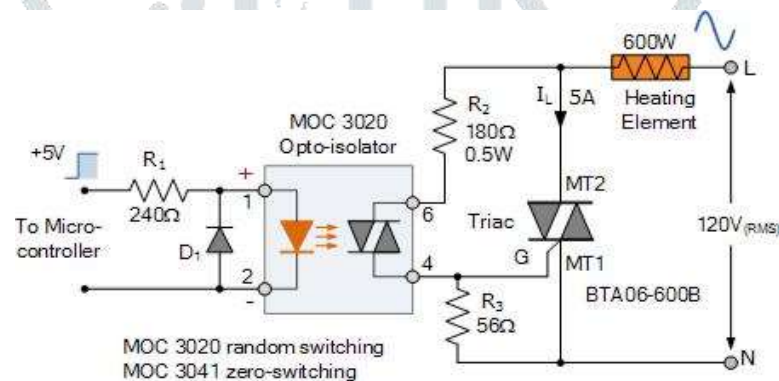 600W
L
Heating
Element
I_L 5A
R₂
180Ω
0.5W
MOC 3020
Opto-isolator
+5V
R₁
240Ω
+
1
6
To Micro-
controller
D₁
2
-
4
MT2
Triac
G
MT1
BTA06-600B
120V(RMS)
R₃
56Ω
N
MOC 3020 random switching
MOC 3041 zero-switching